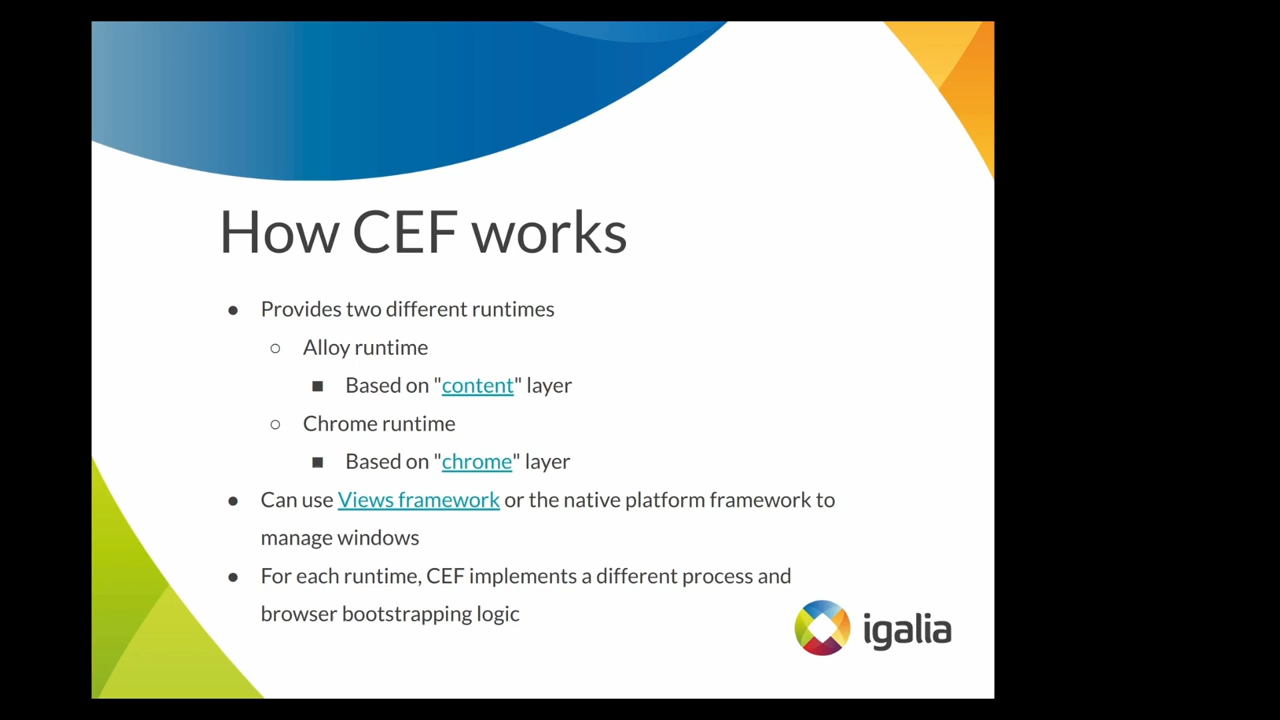 How CEF works
● Provides two different runtimes
○ Alloy runtime
■ Based on "content" layer
○ Chrome runtime
■ Based on "chrome" layer
● Can use Views framework or the native platform framework to
manage windows
● For each runtime, CEF implements a different process and
browser bootstrapping logic
igalia